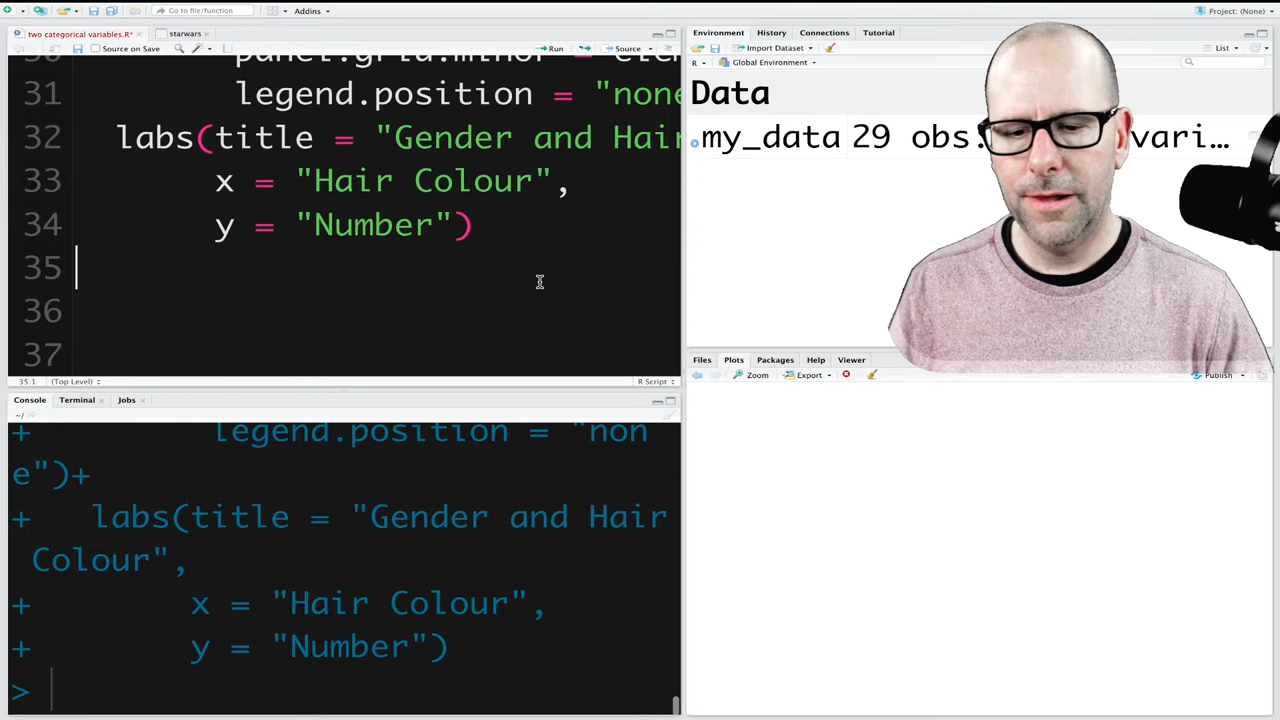 Go to file/function
Addins
Project: (None)
two categorical variables.R*
starwars
Source on Save
Run
Source
31 legend.position = "none
32 labs(title = "Gender and Hair
33 x = "Hair Colour",
34 y = "Number")
35
36
37
35:1 (Top Level)
R Script
Console Terminal Jobs
~/
+ legend.position = "non
e")+
+ labs(title = "Gender and Hair
Colour",
+ x = "Hair Colour",
+ y = "Number")
>
Environment History Connections Tutorial
Import Dataset
List
R
Global Environment
Data
my_data 29 obs. vari…
Files Plots Packages Help Viewer
Zoom
Export
Publish